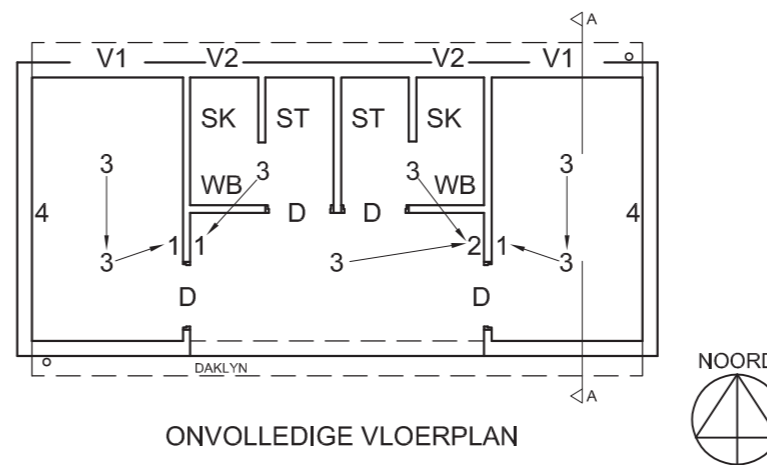 A
V1 V2 V2 V1
SK ST ST SK
3 3 3 3
4 WB WB 4
D D
3 1 1 3 2 1 3
D D
DAKLYN
A
NOORD
ONVOLLEDIGE VLOERPLAN